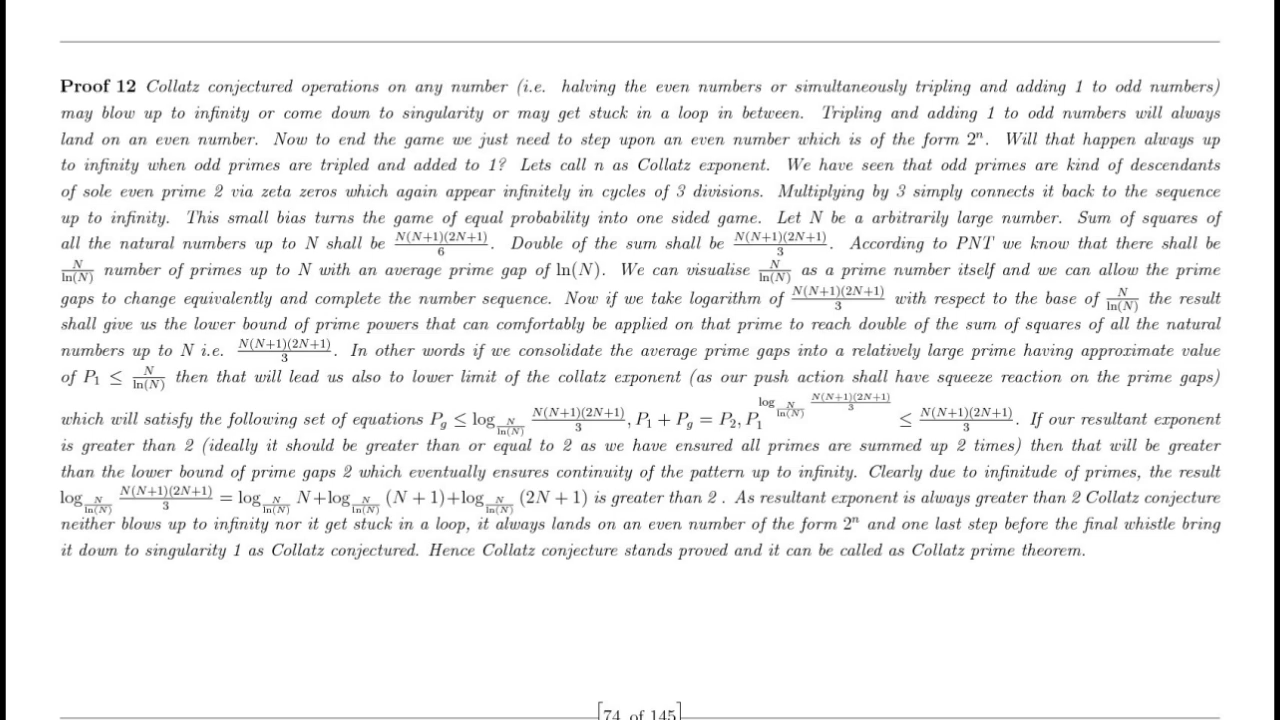 Proof 12 Collatz conjectured operations on any number (i.e. halving the even numbers or simultaneously tripling and adding 1 to odd numbers)
may blow up to infinity or come down to singularity or may get stuck in a loop in between. Tripling and adding 1 to odd numbers will always
land on an even number. Now to end the game we just need to step upon an even number which is of the form 2ⁿ. Will that happen always up
to infinity when odd primes are tripled and added to 1? Lets call n as Collatz exponent. We have seen that odd primes are kind of descendants
of sole even prime 2 via zeta zeros which again appear infinitely in cycles of 3 divisions. Multiplying by 3 simply connects it back to the sequence
up to infinity. This small bias turns the game of equal probability into one sided game. Let N be a arbitrarily large number. Sum of squares of
all the natural numbers up to N shall be \frac{N(N+1)(2N+1)}{6}. Double of the sum shall be \frac{N(N+1)(2N+1)}{3}. According to PNT we know that there shall be
\frac{N}{\ln(N)} number of primes up to N with an average prime gap of ln(N). We can visualise \frac{N}{\ln(N)} as a prime number itself and we can allow the prime
gaps to change equivalently and complete the number sequence. Now if we take logarithm of \frac{N(N+1)(2N+1)}{3} with respect to the base of \frac{N}{\ln(N)} the result
shall give us the lower bound of prime powers that can comfortably be applied on that prime to reach double of the sum of squares of all the natural
numbers up to N i.e. \frac{N(N+1)(2N+1)}{3}. In other words if we consolidate the average prime gaps into a relatively large prime having approximate value
of P₁ ≤ \frac{N}{\ln(N)} then that will lead us also to lower limit of the collatz exponent (as our push action shall have squeeze reaction on the prime gaps)
which will satisfy the following set of equations P_g ≤ \log_{\frac{N}{\ln(N)}} \frac{N(N+1)(2N+1)}{3}, P₁ + P_g = P₂, P_1^{\log_{\frac{N}{\ln(N)}} \frac{N(N+1)(2N+1)}{3}} ≤ \frac{N(N+1)(2N+1)}{3}. If our resultant exponent
is greater than 2 (ideally it should be greater than or equal to 2 as we have ensured all primes are summed up 2 times) then that will be greater
than the lower bound of prime gaps 2 which eventually ensures continuity of the pattern up to infinity. Clearly due to infinitude of primes, the result
\log_{\frac{N}{\ln(N)}} \frac{N(N+1)(2N+1)}{3} = \log_{\frac{N}{\ln(N)}} N + \log_{\frac{N}{\ln(N)}} (N + 1) + \log_{\frac{N}{\ln(N)}} (2N + 1) is greater than 2 . As resultant exponent is always greater than 2 Collatz conjecture
neither blows up to infinity nor it get stuck in a loop, it always lands on an even number of the form 2ⁿ and one last step before the final whistle bring
it down to singularity 1 as Collatz conjectured. Hence Collatz conjecture stands proved and it can be called as Collatz prime theorem.
74 of 145